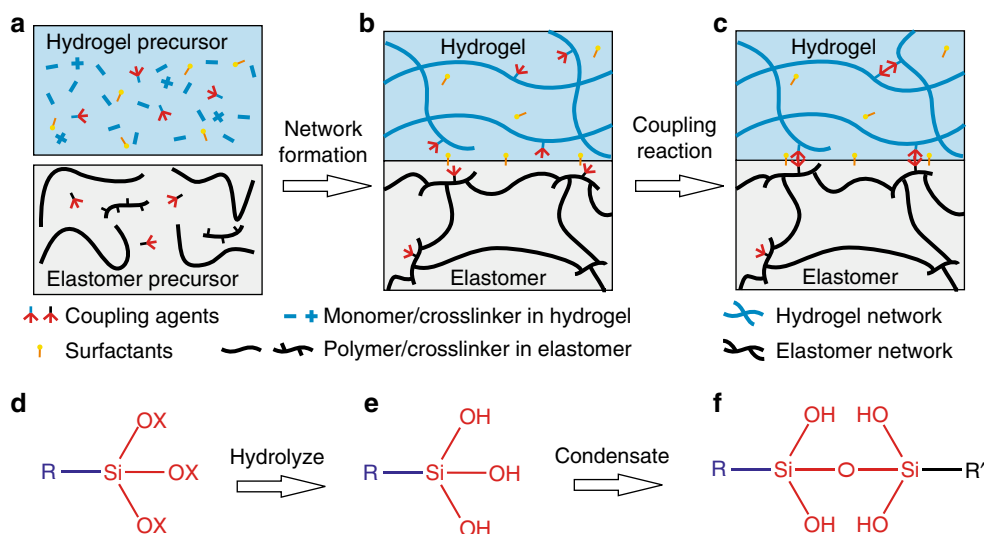 a
Hydrogel precursor
Elastomer precursor
Network
formation
b
Hydrogel
Elastomer
Coupling
reaction
c
Hydrogel
Elastomer
Coupling agents
Monomer/crosslinker in hydrogel
Hydrogel network
Surfactants
Polymer/crosslinker in elastomer
Elastomer network
d
OX
R
Si
OX
OX
Hydrolyze
e
OH
R
Si
OH
OH
Condensate
f
OH
HO
R
Si
O
Si
R′
OH
HO